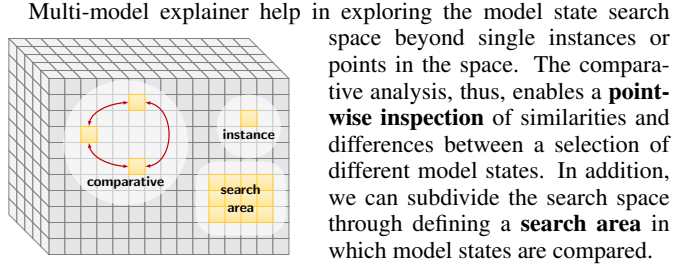 Multi-model explainer help in exploring the model state search
space beyond single instances or
points in the space. The compara-
tive analysis, thus, enables a point-
wise inspection of similarities and
differences between a selection of
different model states. In addition,
we can subdivide the search space
through defining a search area in
which model states are compared.
instance
comparative
search
area